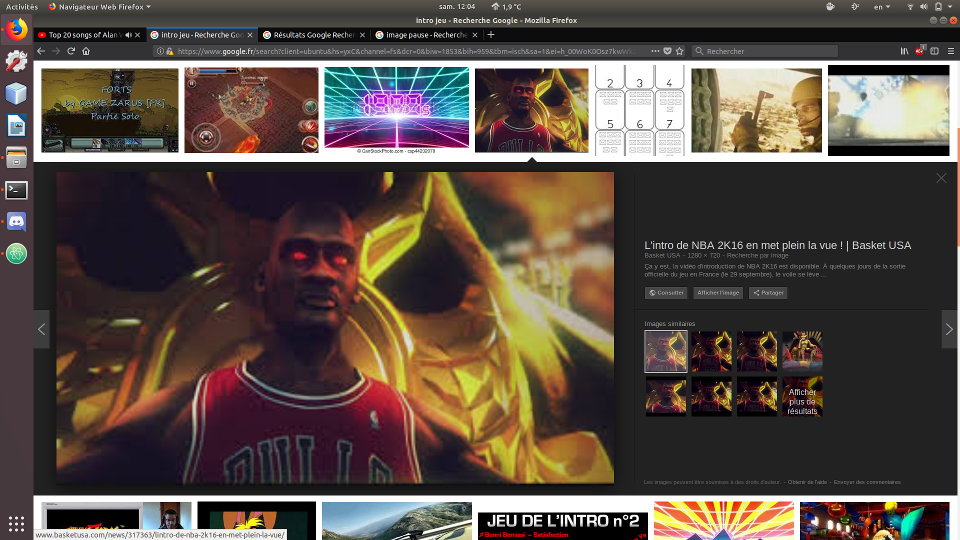 Activités
Navigateur Web Firefox
sam. 12:04
1,9 °C
en
intro jeu - Recherche Google - Mozilla Firefox
Top 20 songs of Alan W
intro jeu - Recherche Goo
Résultats Google Recherc
image pause - Recherche
https://www.google.fr/search?client=ubuntu&hs=yxC&channel=fs&dcr=0&biw=1853&bih=959&tbm=isch&sa=1&ei=h_00WoK0Osz7kwW
Rechercher
FORTS
by GAME ZARUS [FR]
Partie Solo
© CanStockPhoto.com - csp44232079
2 3 4
5 6 7
BULLS
L'intro de NBA 2K16 en met plein la vue ! | Basket USA
Basket USA - 1280 × 720 - Recherche par image
Ça y est, la vidéo d'introduction de NBA 2K16 est disponible. À quelques jours de la sortie
officielle du jeu en France (le 29 septembre), le voile se lève ...
Consulter
Afficher l'image
Partager
Images similaires
Afficher
plus de
résultats
Les images peuvent être soumises à des droits d'auteur. - Obtenir de l'aide - Envoyer des commentaires
JEU DE L'INTRO n°2
www.basketusa.com/news/317363/lintro-de-nba-2k16-en-met-plein-la-vue/